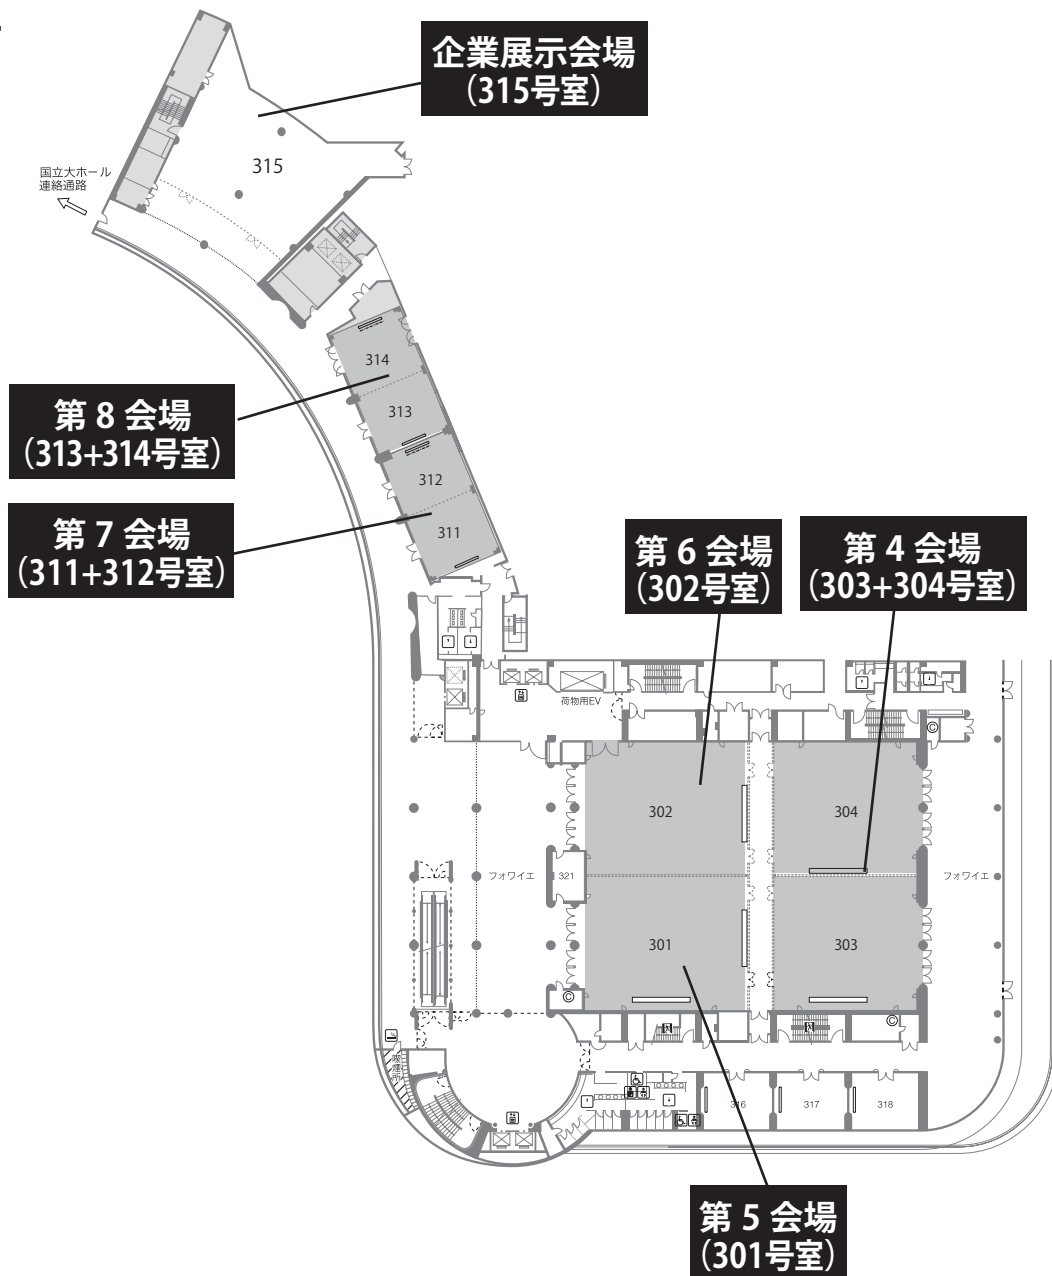 企業展示会場
（315号室）
315
国立大ホール
連絡通路
314
第 8 会場
（313+314号室）
313
312
第 7 会場
（311+312号室）
311
第 6 会場
（302号室）
第 4 会場
（303+304号室）
荷物用EV
C
302
304
フォワイエ
321
フォワイエ
301
303
C
C
喫煙所
316
317
318
第 5 会場
（301号室）